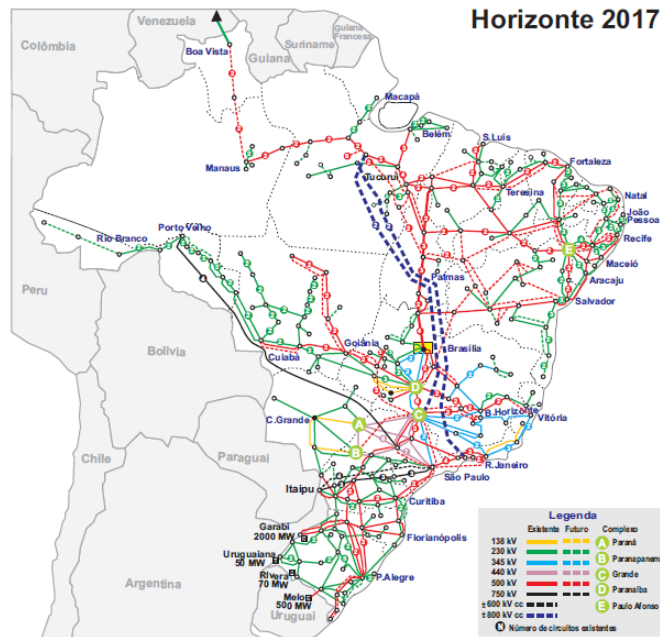 Horizonte 2017
Venezuela
Colômbia
Guiana
Suriname
Guiana
Francesa
Boa Vista
Macapá
Belém
S.Luís
Fortaleza
Manaus
Tucuruí
Teresina
Natal
João
Pessoa
Recife
Maceió
Aracaju
Salvador
E
Porto Velho
Rio Branco
Peru
Palmas
Bolivia
Cuiabá
Goiânia
Brasília
D
C
B.Horizonte
Vitória
C.Grande
A
B
R.Janeiro
São Paulo
Paraguai
Chile
Itaipu
Curitiba
Garabi
2000 MW
Florianópolis
Uruguaiana
50 MW
Rivera
70 MW
P.Alegre
Melo
500 MW
Argentina
Uruguai
Legenda
Existente Futuro Complexo
138 kV A Paraná
230 kV B Paranapanem
345 kV C Grande
440 kV D Paranaíba
500 kV E Paulo Afonso
750 kV
±600 kV cc
±800 kV cc
N Número de circuitos existentes